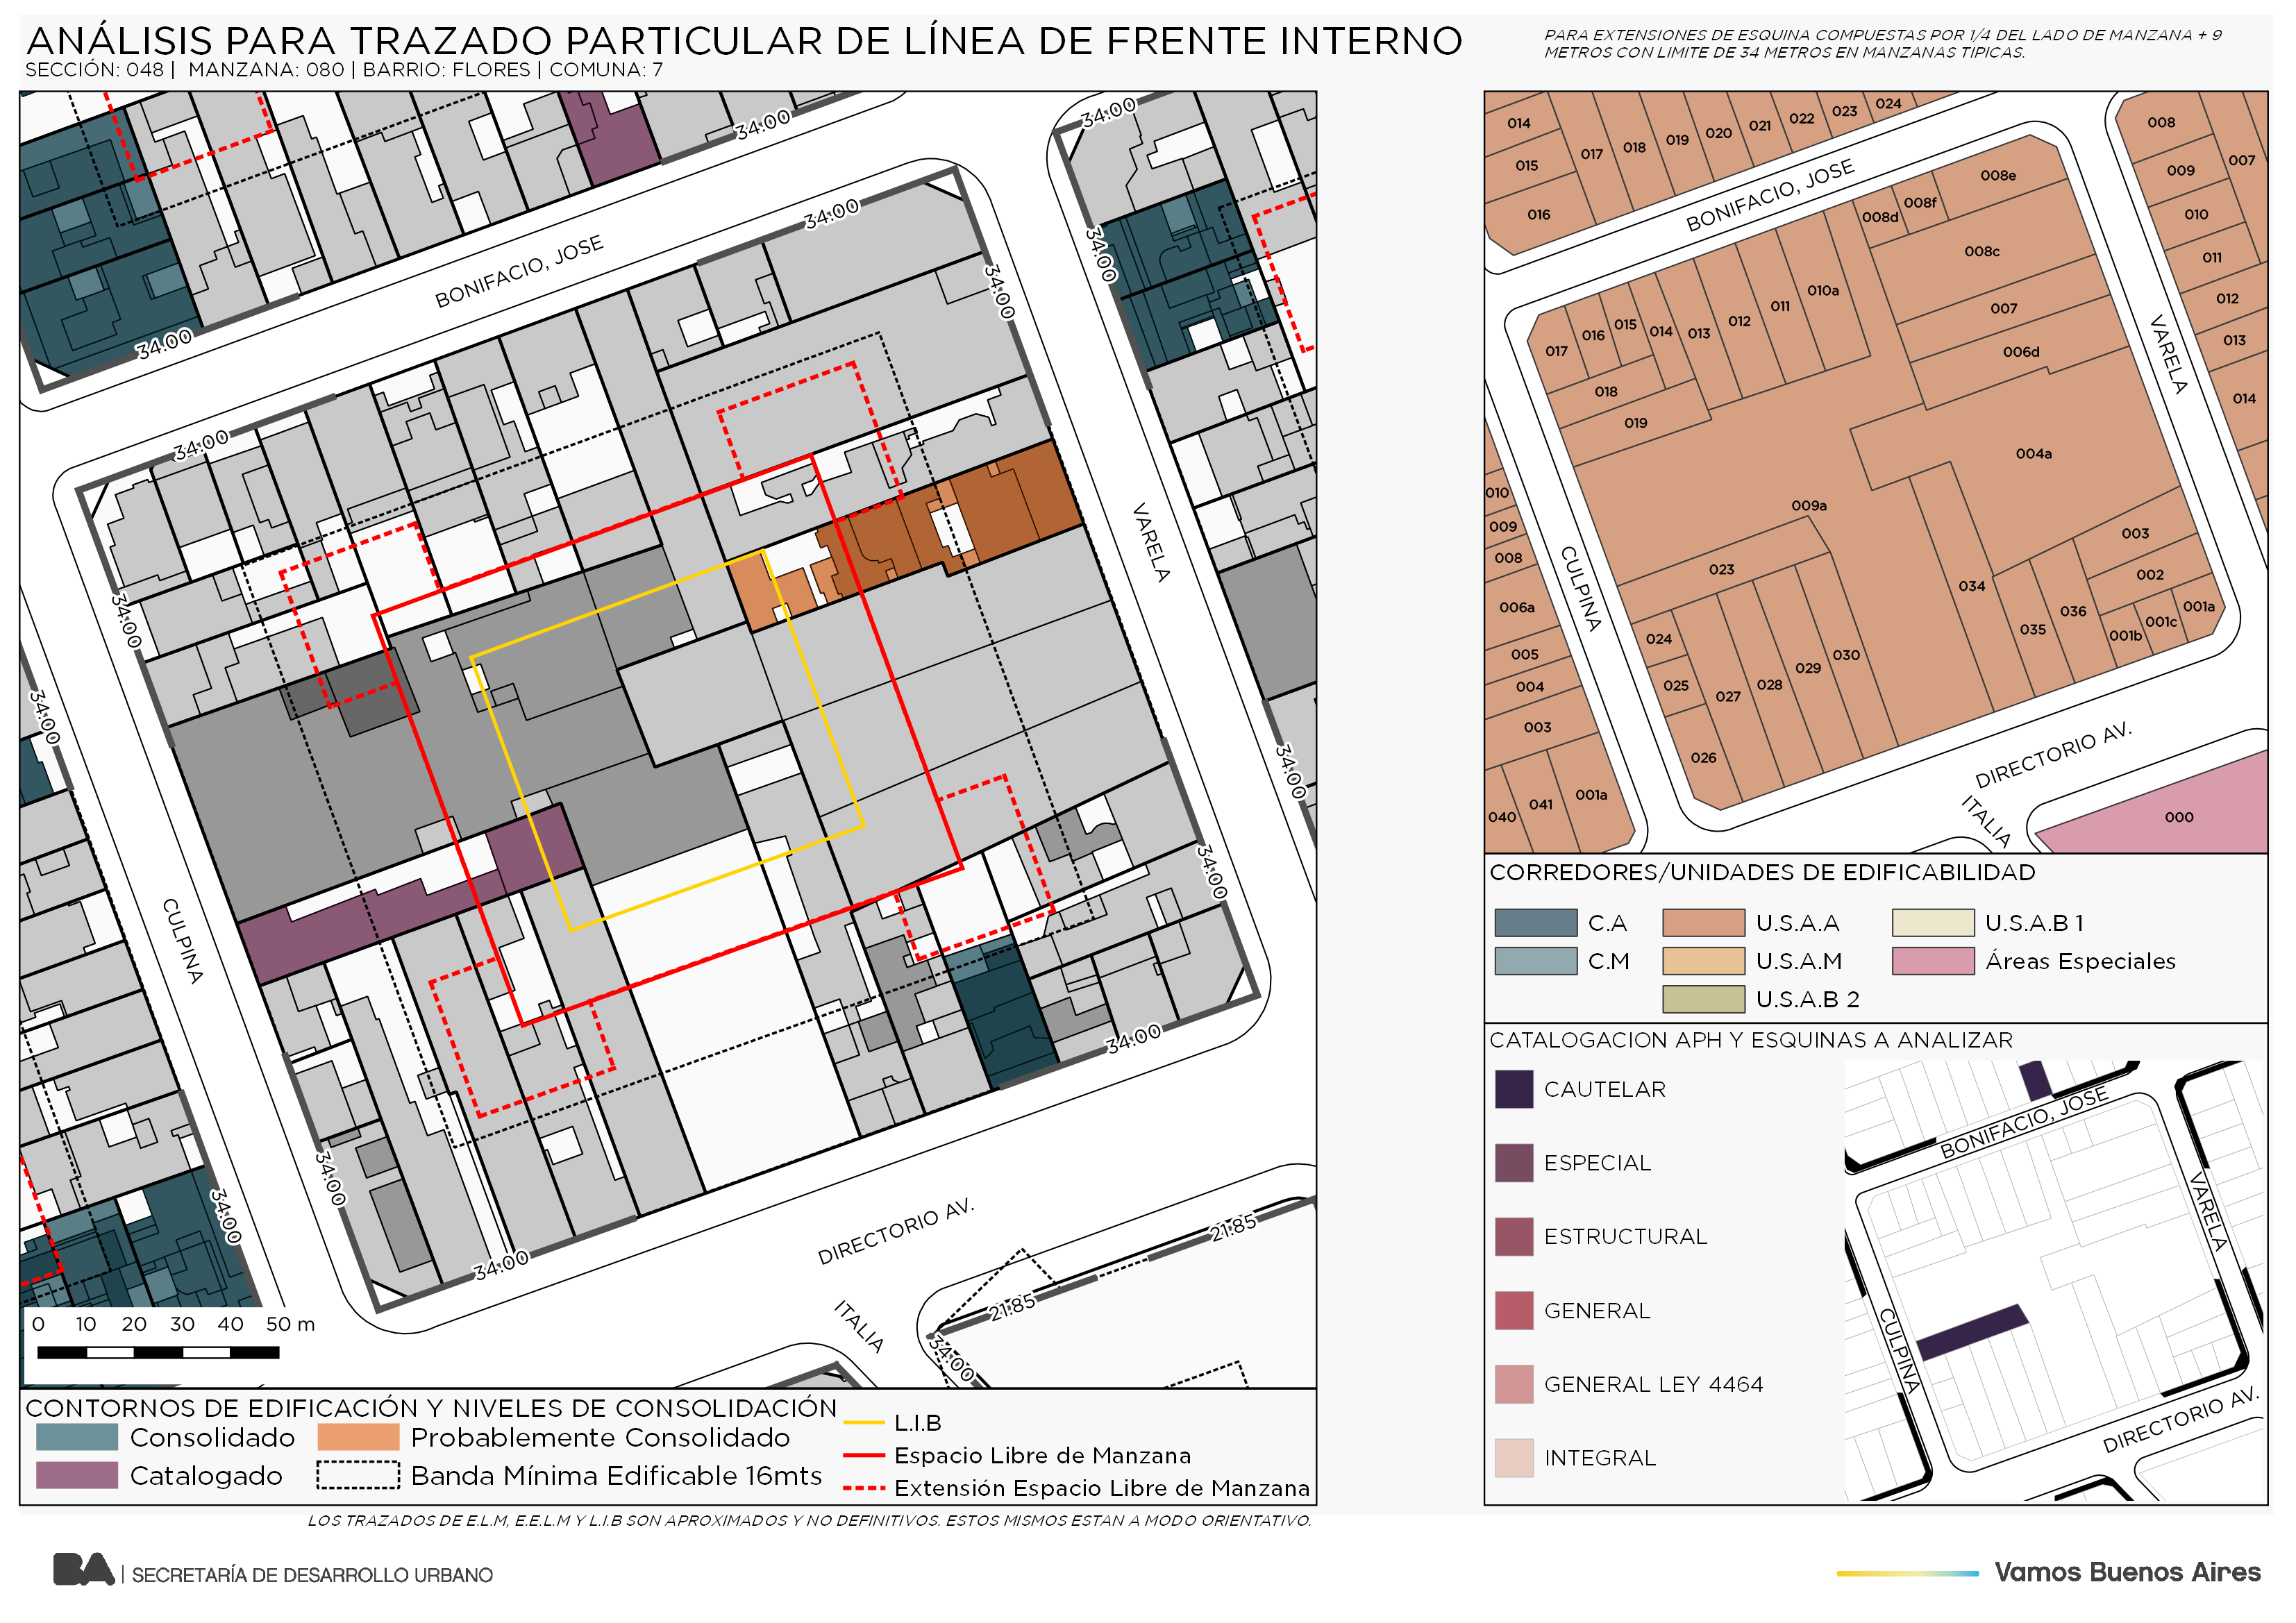 ANÁLISIS PARA TRAZADO PARTICULAR DE LÍNEA DE FRENTE INTERNO
SECCIÓN: 048 | MANZANA: 080 | BARRIO: FLORES | COMUNA: 7
PARA EXTENSIONES DE ESQUINA COMPUESTAS POR 1/4 DEL LADO DE MANZANA + 9
METROS CON LIMITE DE 34 METROS EN MANZANAS TIPICAS.
34.00
34.00
34.00
34.00
BONIFACIO, JOSE
34.00
34.00
34.00
34.00
34.00
VARELA
34.00
34.00
CULPINA
34.00
34.00
34.00
34.00
34.00
DIRECTORIO AV.
21.85
21.85
ITALIA
34.00
0 10 20 30 40 50 m
CONTORNOS DE EDIFICACIÓN Y NIVELES DE CONSOLIDACIÓN
Consolidado
Probablemente Consolidado
Catalogado
Banda Mínima Edificable 16mts
L.I.B
Espacio Libre de Manzana
Extensión Espacio Libre de Manzana
LOS TRAZADOS DE E.L.M, E.E.L.M Y L.I.B SON APROXIMADOS Y NO DEFINITIVOS. ESTOS MISMOS ESTAN A MODO ORIENTATIVO.
014
015
016
017
018
019
020
021
022
023
024
008
009
007
010
011
012
013
014
BONIFACIO, JOSE
VARELA
008e
008f
008d
008c
007
006d
010a
011
012
013
014
015
016
017
018
019
004a
009a
023
003
002
001a
001c
001b
036
035
034
024
025
026
027
028
029
030
CULPINA
010
009
008
006a
005
004
003
001a
041
040
DIRECTORIO AV.
ITALIA
000
CORREDORES/UNIDADES DE EDIFICABILIDAD
C.A
U.S.A.A
U.S.A.B 1
C.M
U.S.A.M
Áreas Especiales
U.S.A.B 2
CATALOGACION APH Y ESQUINAS A ANALIZAR
CAUTELAR
ESPECIAL
ESTRUCTURAL
GENERAL
GENERAL LEY 4464
INTEGRAL
BONIFACIO, JOSE
VARELA
CULPINA
DIRECTORIO AV.
BA | SECRETARÍA DE DESARROLLO URBANO
Vamos Buenos Aires